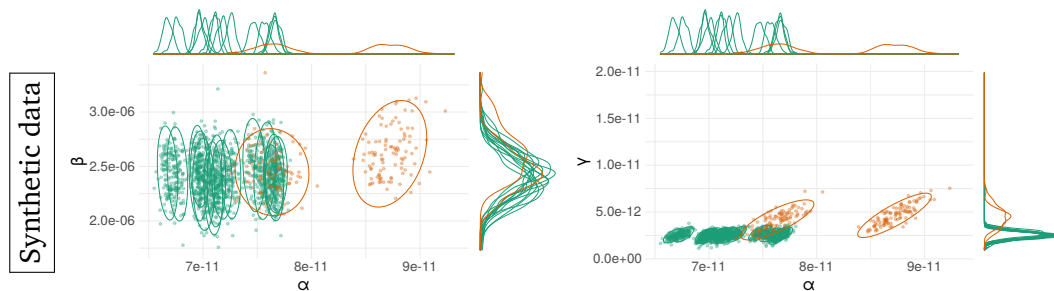 Synthetic data
3.0e-06
2.5e-06
2.0e-06
β
7e-11
8e-11
9e-11
α
2.0e-11
1.5e-11
1.0e-11
5.0e-12
0.0e+00
γ
7e-11
8e-11
9e-11
α